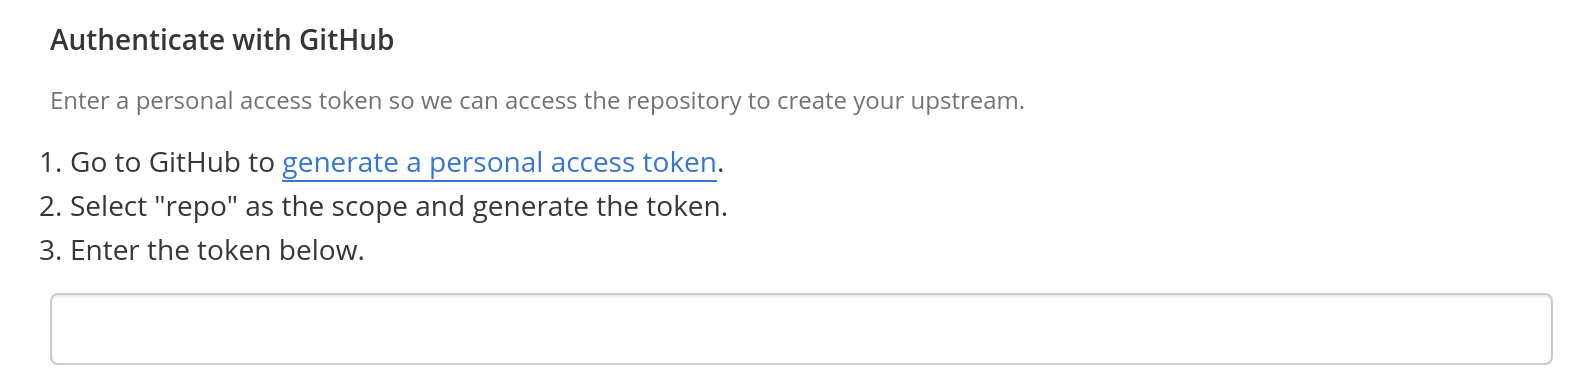 Authenticate with GitHub
Enter a personal access token so we can access the repository to create your upstream.
1. Go to GitHub to generate a personal access token.
2. Select "repo" as the scope and generate the token.
3. Enter the token below.